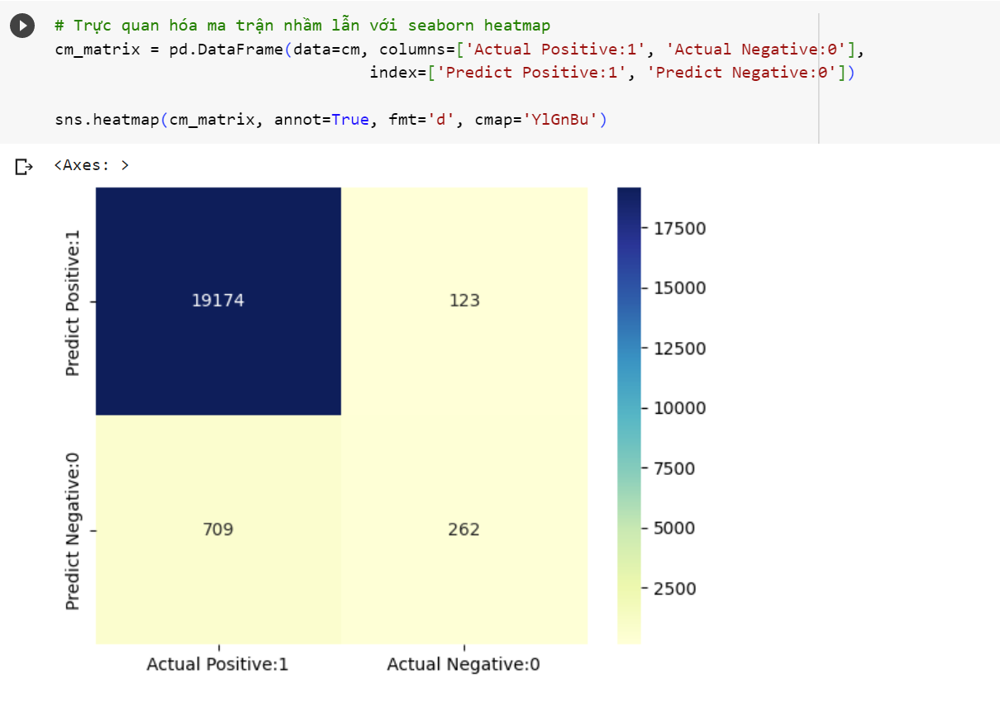 # Trực quan hóa ma trận nhầm lẫn với seaborn heatmap
cm_matrix = pd.DataFrame(data=cm, columns=['Actual Positive:1', 'Actual Negative:0'],
index=['Predict Positive:1', 'Predict Negative:0'])
sns.heatmap(cm_matrix, annot=True, fmt='d', cmap='YlGnBu')
<Axes: >
Predict Positive:1
19174
123
Predict Negative:0
709
262
Actual Positive:1
Actual Negative:0
17500
15000
12500
10000
7500
5000
2500